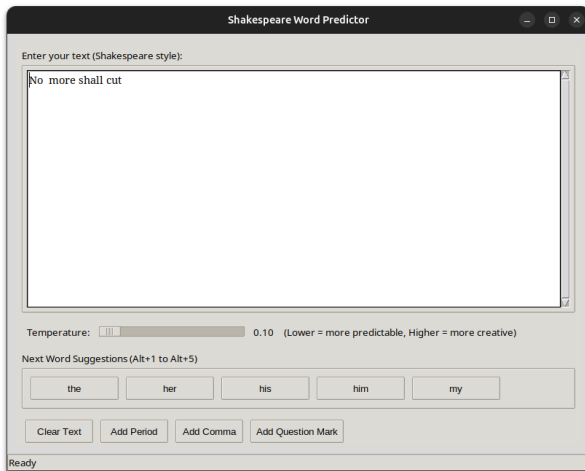 Shakespeare Word Predictor
Enter your text (Shakespeare style):
No  more shall cut
Temperature: 0.10 (Lower = more predictable, Higher = more creative)
Next Word Suggestions (Alt+1 to Alt+5)
the her his him my
Clear Text Add Period Add Comma Add Question Mark
Ready